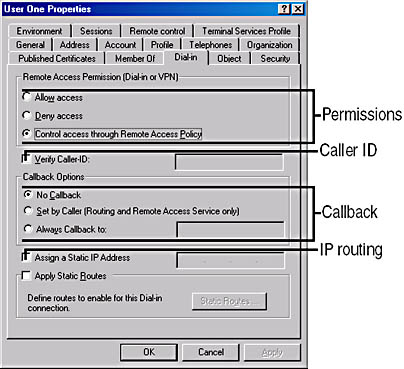 User One Properties
Environment Sessions Remote control Terminal Services Profile
General Address Account Profile Telephones Organization
Published Certificates Member Of Dial-in Object Security
Remote Access Permission (Dial-in or VPN)
Allow access
Deny access
Control access through Remote Access Policy
Permissions
Verify Caller-ID:
Caller ID
Callback Options
No Callback
Set by Caller (Routing and Remote Access Service only)
Always Callback to:
Callback
Assign a Static IP Address
IP routing
Apply Static Routes
Define routes to enable for this Dial-in
connection.
Static Routes ...
OK Cancel Apply